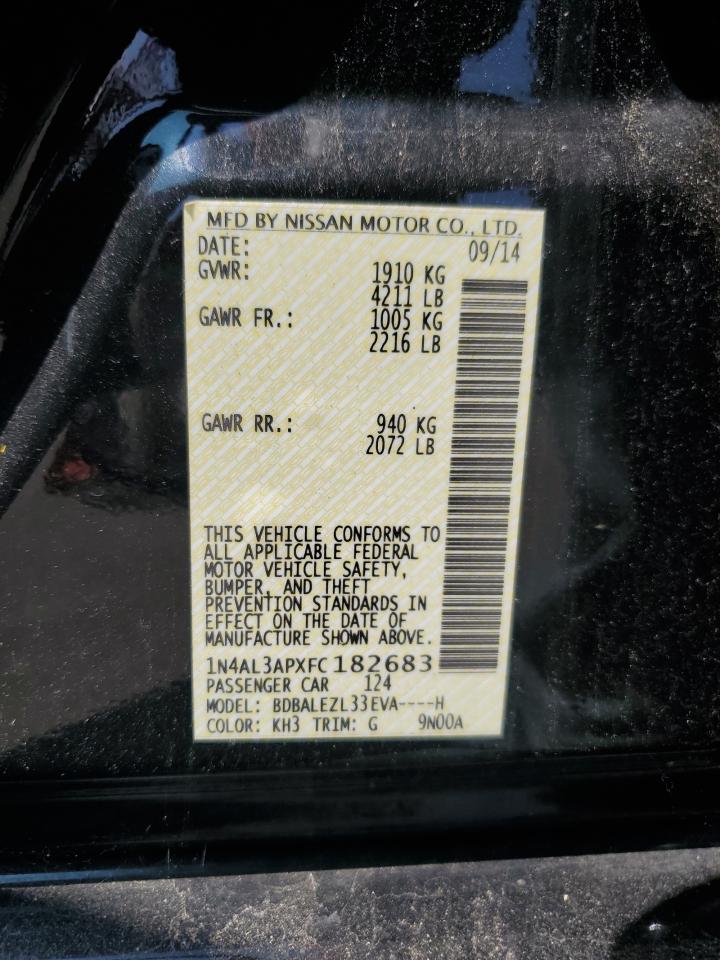 MFD BY NISSAN MOTOR CO., LTD.
DATE: 09/14
GVWR: 1910 KG
4211 LB
GAWR FR.: 1005 KG
2216 LB
GAWR RR.: 940 KG
2072 LB
THIS VEHICLE CONFORMS TO
ALL APPLICABLE FEDERAL
MOTOR VEHICLE SAFETY,
BUMPER, AND THEFT
PREVENTION STANDARDS IN
EFFECT ON THE DATE OF
MANUFACTURE SHOWN ABOVE.
1N4AL3APXFC182683
PASSENGER CAR 124
MODEL: BDBALEZL33EVA----H
COLOR: KH3 TRIM: G 9N00A